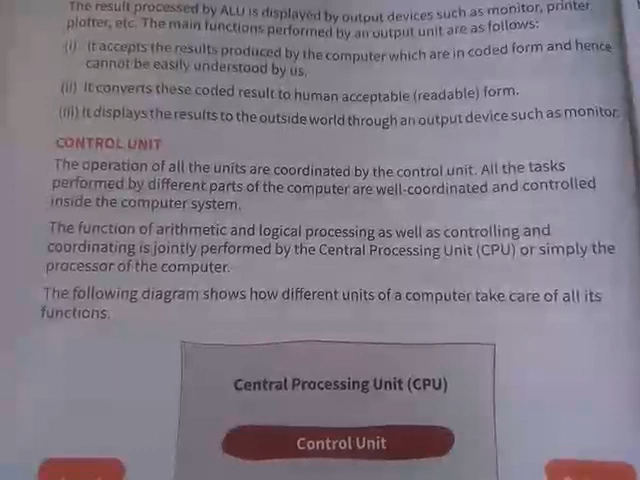 The result processed by ALU is displayed by output devices such as monitor, printer,
plotter, etc. The main functions performed by an output unit are as follows:
(i) It accepts the results produced by the computer which are in coded form and hence
cannot be easily understood by us.
(ii) It converts these coded result to human acceptable (readable) form.
(iii) It displays the results to the outside world through an output device such as monitor.
CONTROL UNIT
The operation of all the units are coordinated by the control unit. All the tasks
performed by different parts of the computer are well-coordinated and controlled
inside the computer system.
The function of arithmetic and logical processing as well as controlling and
coordinating is jointly performed by the Central Processing Unit (CPU) or simply the
processor of the computer.
The following diagram shows how different units of a computer take care of all its
functions.
Central Processing Unit (CPU)
Control Unit